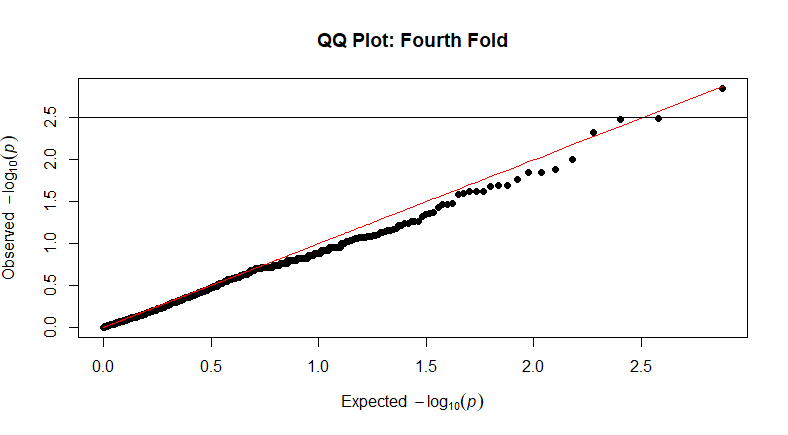 QQ Plot: Fourth Fold
Observed −log10(p)
2.5
2.0
1.5
1.0
0.5
0.0
0.0 0.5 1.0 1.5 2.0 2.5
Expected −log10(p)